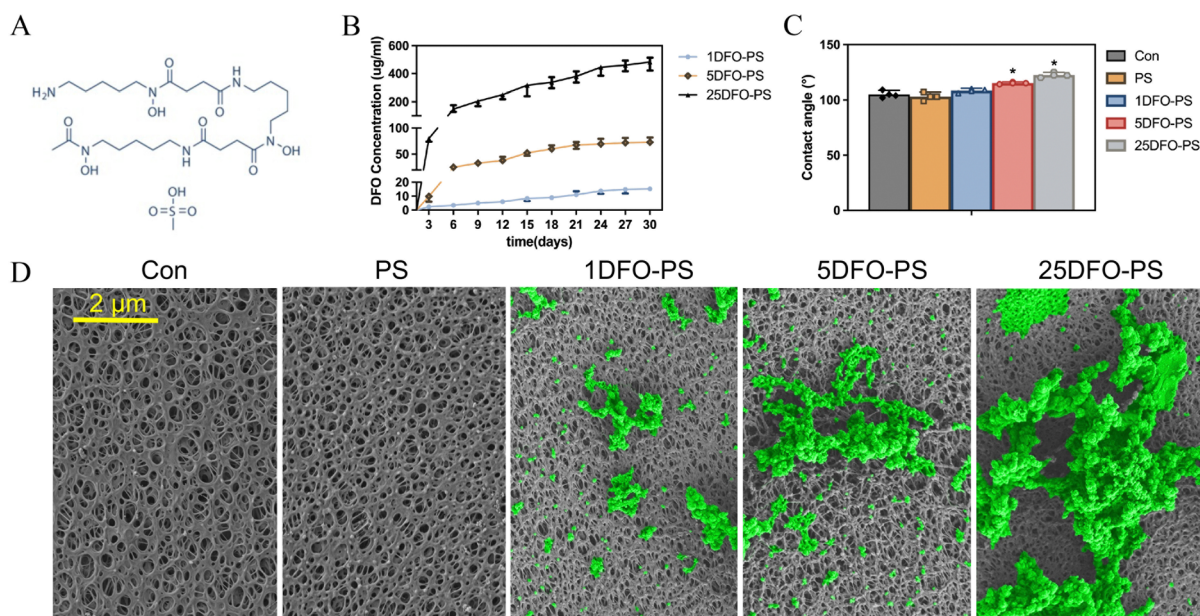 A
H₂N
N
OH
O
O
H
N
O
N
OH
N
H
O
O
N
OH
OH
O=S=O
B
DFO Concentration (ug/ml)
600
400
200
100
50
20
10
0
3 6 9 12 15 18 21 24 27 30
time(days)
1DFO-PS
5DFO-PS
25DFO-PS
C
Contact angle (°)
150
100
50
0
* *
Con
PS
1DFO-PS
5DFO-PS
25DFO-PS
D
Con PS 1DFO-PS 5DFO-PS 25DFO-PS
2 μm